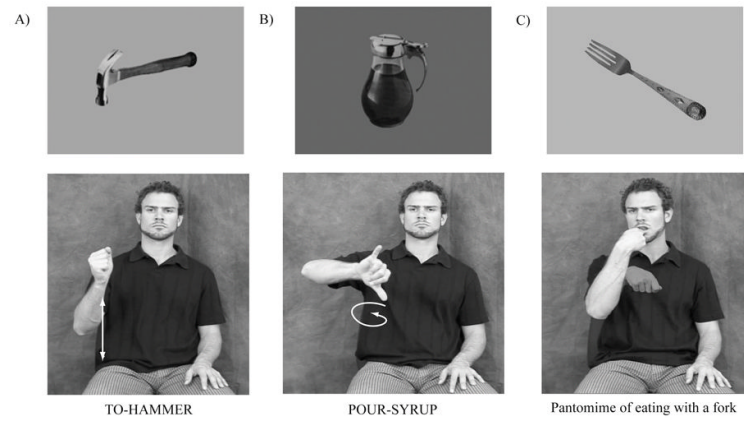 A)
B)
C)
TO-HAMMER
POUR-SYRUP
Pantomime of eating with a fork